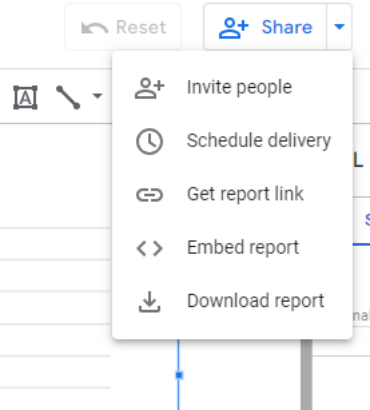 Reset
Share
A
Invite people
Schedule delivery
L
Get report link
Embed report
Download report